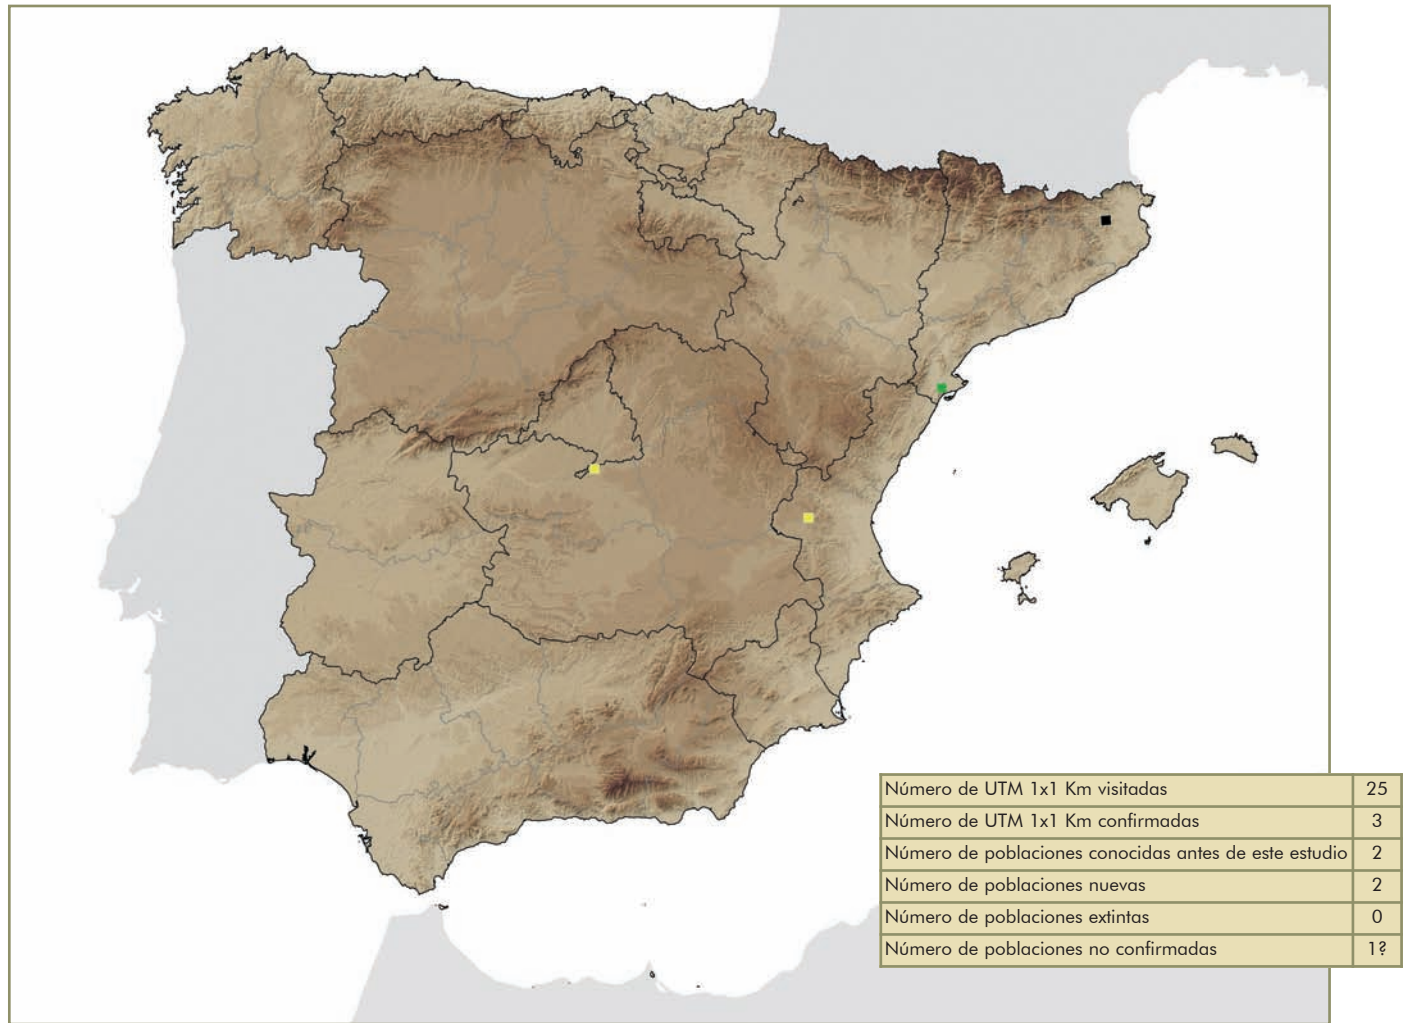 Número de UTM 1x1 Km visitadas 25
Número de UTM 1x1 Km confirmadas 3
Número de poblaciones conocidas antes de este estudio 2
Número de poblaciones nuevas 2
Número de poblaciones extintas 0
Número de poblaciones no confirmadas 1?